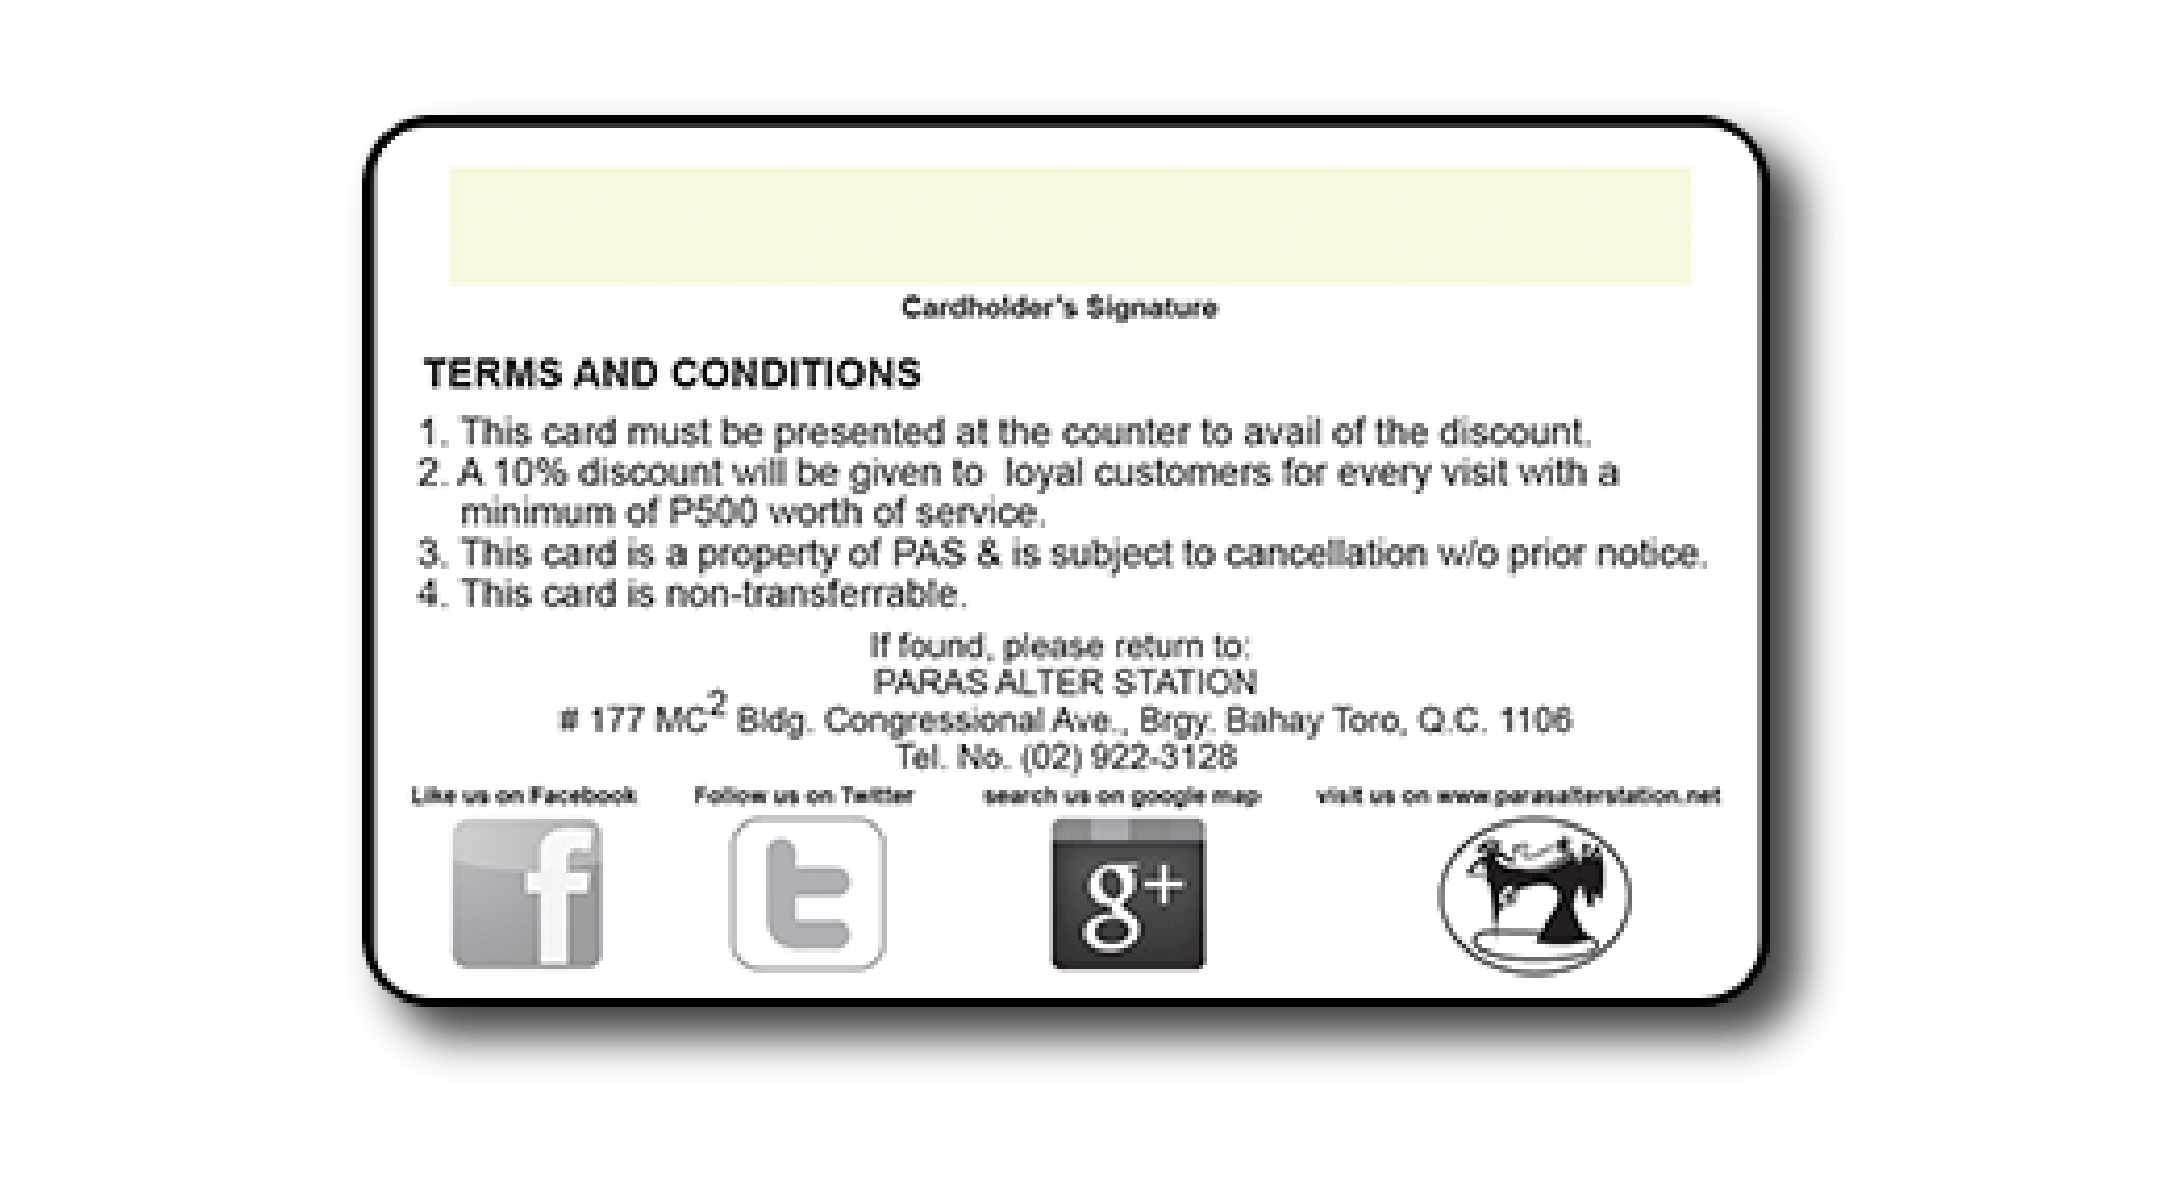 Cardholder's Signature
TERMS AND CONDITIONS
1. This card must be presented at the counter to avail of the discount.
2. A 10% discount will be given to loyal customers for every visit with a
minimum of P500 worth of service.
3. This card is a property of PAS & is subject to cancellation w/o prior notice.
4. This card is non-transferrable.
If found, please return to:
PARAS ALTER STATION
# 177 MC² Bldg. Congressional Ave., Brgy. Bahay Toro, Q.C. 1106
Tel. No. (02) 922-3128
Like us on Facebook Follow us on Twitter search us on google map visit us on www.parasalterstation.net
f t g+